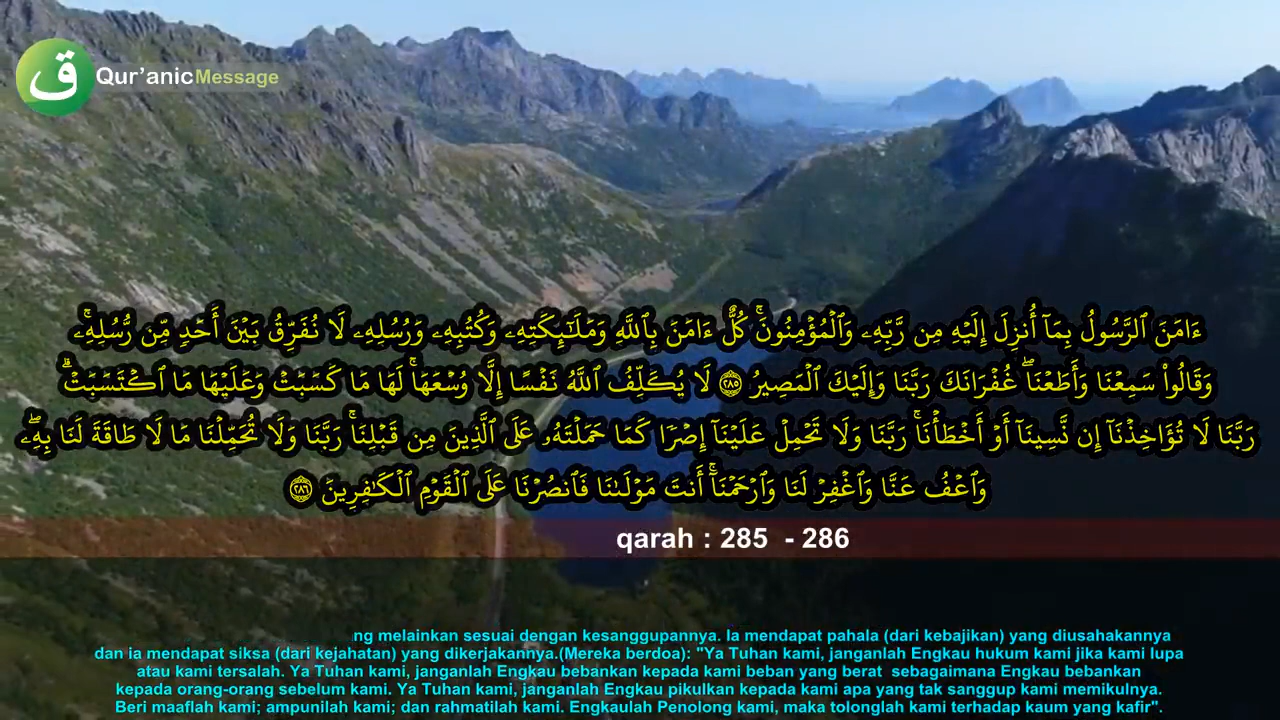 ق
Qur’anicMessage
ءَامَنَ ٱلرَّسُولُ بِمَآ أُنزِلَ إِلَيْهِ مِن رَّبِّهِۦ وَٱلْمُؤْمِنُونَ ۚ كُلٌّ ءَامَنَ بِٱللَّهِ وَمَلَٰٓئِكَتِهِۦ وَكُتُبِهِۦ وَرُسُلِهِۦ لَا نُفَرِّقُ بَيْنَ أَحَدٍ مِّن رُّسُلِهِۦ ۚ
وَقَالُوا۟ سَمِعْنَا وَأَطَعْنَا ۖ غُفْرَانَكَ رَبَّنَا وَإِلَيْكَ ٱلْمَصِيرُ ٢٨٥ لَا يُكَلِّفُ ٱللَّهُ نَفْسًا إِلَّا وُسْعَهَا ۚ لَهَا مَا كَسَبَتْ وَعَلَيْهَا مَا ٱكْتَسَبَتْ ۗ
رَبَّنَا لَا تُؤَاخِذْنَآ إِن نَّسِينَآ أَوْ أَخْطَأْنَا ۚ رَبَّنَا وَلَا تَحْمِلْ عَلَيْنَآ إِصْرًا كَمَا حَمَلْتَهُۥ عَلَى ٱلَّذِينَ مِن قَبْلِنَا ۚ رَبَّنَا وَلَا تُحَمِّلْنَا مَا لَا طَاقَةَ لَنَا بِهِۦ ۖ
وَٱعْفُ عَنَّا وَٱغْفِرْ لَنَا وَٱرْحَمْنَآ ۚ أَنتَ مَوْلَىٰنَا فَٱنصُرْنَا عَلَى ٱلْقَوْمِ ٱلْكَٰفِرِينَ ٢٨٦
qarah : 285 - 286
ng melainkan sesuai dengan kesanggupannya. Ia mendapat pahala (dari kebajikan) yang diusahakannya
dan ia mendapat siksa (dari kejahatan) yang dikerjakannya.(Mereka berdoa): "Ya Tuhan kami, janganlah Engkau hukum kami jika kami lupa
atau kami tersalah. Ya Tuhan kami, janganlah Engkau bebankan kepada kami beban yang berat sebagaimana Engkau bebankan
kepada orang-orang sebelum kami. Ya Tuhan kami, janganlah Engkau pikulkan kepada kami apa yang tak sanggup kami memikulnya.
Beri maaflah kami; ampunilah kami; dan rahmatilah kami. Engkaulah Penolong kami, maka tolonglah kami terhadap kaum yang kafir".